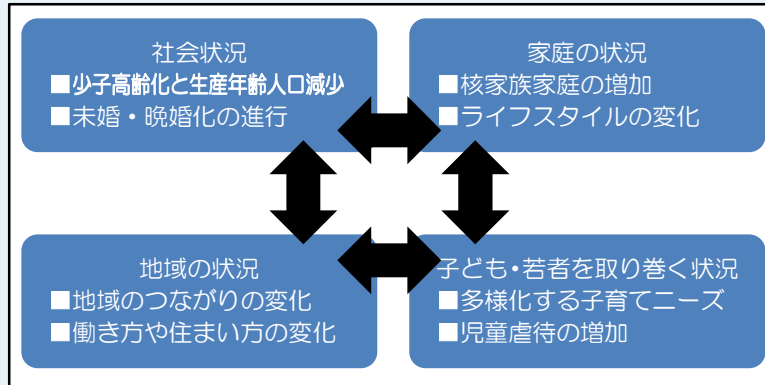 社会状況
■少子高齢化と生産年齢人口減少
■未婚・晩婚化の進行
家庭の状況
■核家族家庭の増加
■ライフスタイルの変化
地域の状況
■地域のつながりの変化
■働き方や住まい方の変化
子ども・若者を取り巻く状況
■多様化する子育てニーズ
■児童虐待の増加